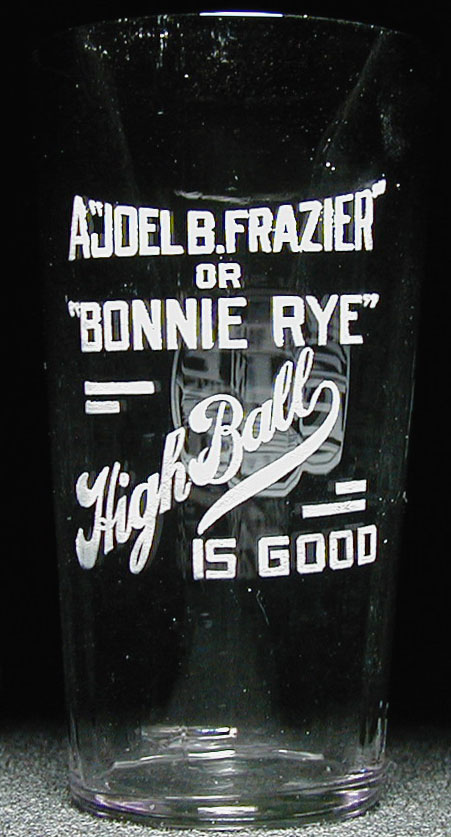 A "JOEL B. FRAZIER"
OR
"BONNIE RYE"
High Ball
IS GOOD